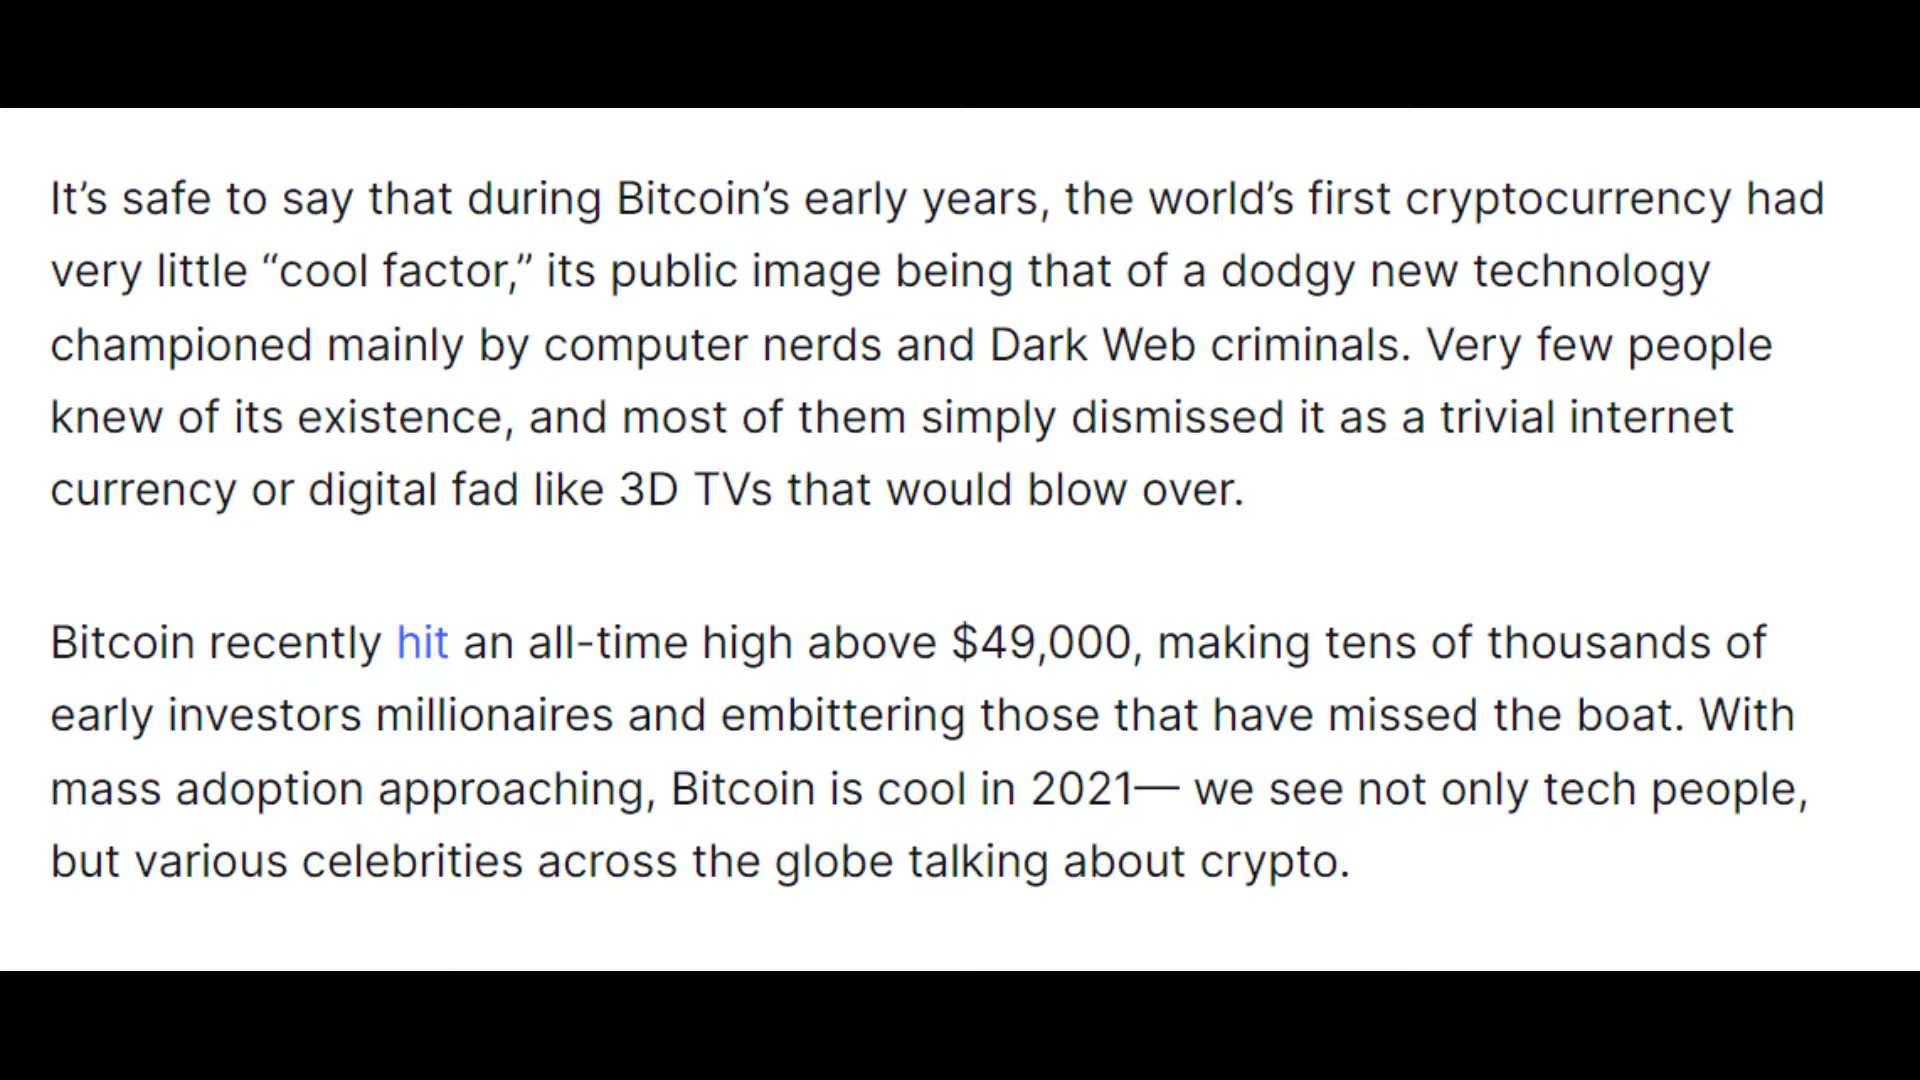 It’s safe to say that during Bitcoin’s early years, the world’s first cryptocurrency had
very little “cool factor,” its public image being that of a dodgy new technology
championed mainly by computer nerds and Dark Web criminals. Very few people
knew of its existence, and most of them simply dismissed it as a trivial internet
currency or digital fad like 3D TVs that would blow over.
Bitcoin recently hit an all-time high above $49,000, making tens of thousands of
early investors millionaires and embittering those that have missed the boat. With
mass adoption approaching, Bitcoin is cool in 2021— we see not only tech people,
but various celebrities across the globe talking about crypto.